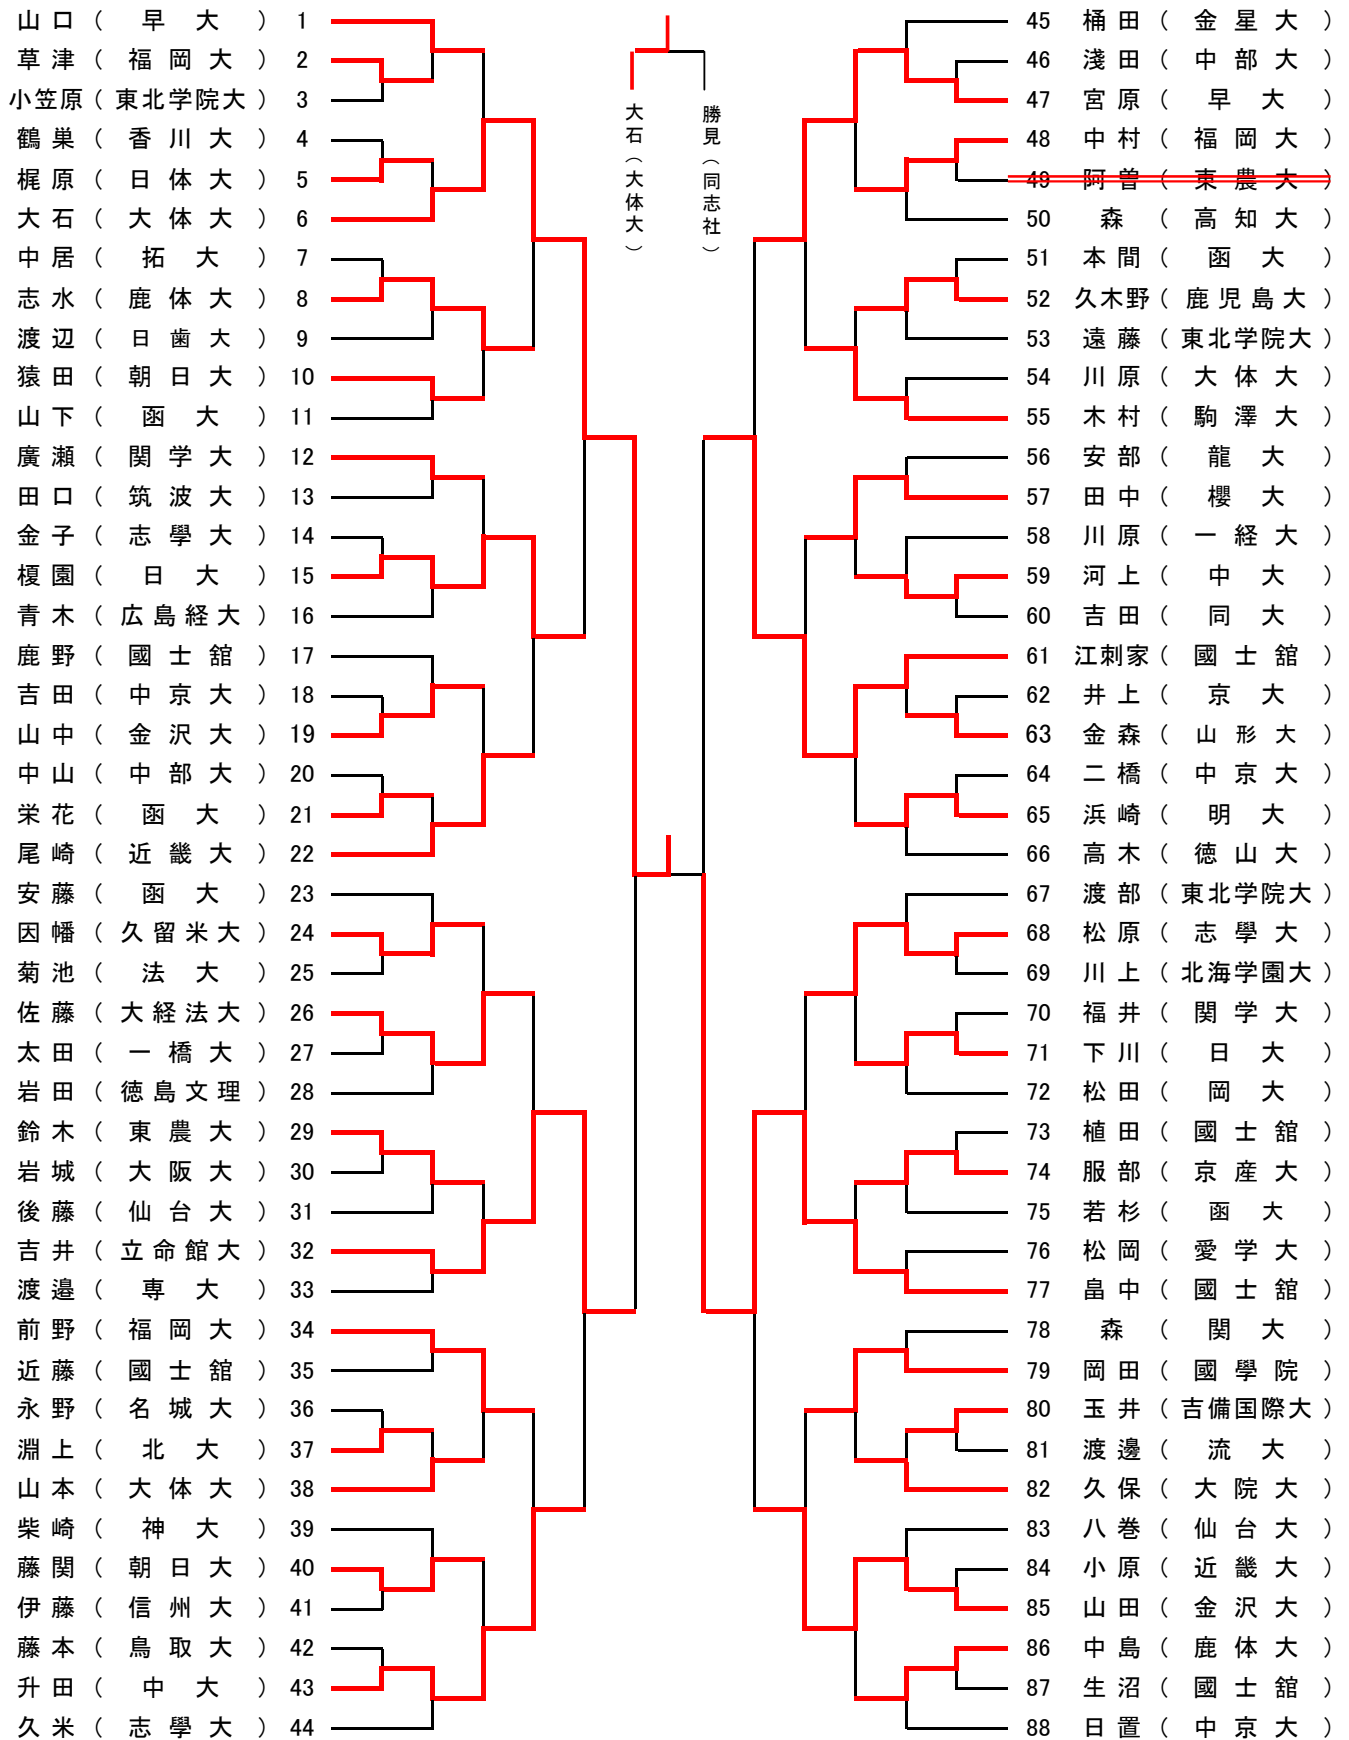 山口（早大）1
草津（福岡大）2
小笠原（東北学院大）3
鶴巣（香川大）4
梶原（日体大）5
大石（大体大）6
中居（拓大）7
志水（鹿体大）8
渡辺（日歯大）9
猿田（朝日大）10
山下（函大）11
廣瀬（関学大）12
田口（筑波大）13
金子（志學大）14
榎園（日大）15
青木（広島経大）16
鹿野（國士舘）17
吉田（中京大）18
山中（金沢大）19
中山（中部大）20
栄花（函大）21
尾崎（近畿大）22
安藤（函大）23
因幡（久留米大）24
菊池（法大）25
佐藤（大経法大）26
太田（一橋大）27
岩田（徳島文理）28
鈴木（東農大）29
岩城（大阪大）30
後藤（仙台大）31
吉井（立命館大）32
渡邉（専大）33
前野（福岡大）34
近藤（國士舘）35
永野（名城大）36
淵上（北大）37
山本（大体大）38
柴崎（神大）39
藤関（朝日大）40
伊藤（信州大）41
藤本（鳥取大）42
升田（中大）43
久米（志學大）44
大石（大体大）
勝見（同志社）
45 桶田（金星大）
46 淺田（中部大）
47 宮原（早大）
48 中村（福岡大）
49 阿曽（東農大）
50 森（高知大）
51 本間（函大）
52 久木野（鹿児島大）
53 遠藤（東北学院大）
54 川原（大体大）
55 木村（駒澤大）
56 安部（龍大）
57 田中（櫻大）
58 川原（一経大）
59 河上（中大）
60 吉田（同大）
61 江刺家（國士舘）
62 井上（京大）
63 金森（山形大）
64 二橋（中京大）
65 浜崎（明大）
66 高木（徳山大）
67 渡部（東北学院大）
68 松原（志學大）
69 川上（北海学園大）
70 福井（関学大）
71 下川（日大）
72 松田（岡大）
73 植田（國士舘）
74 服部（京産大）
75 若杉（函大）
76 松岡（愛学大）
77 畠中（國士舘）
78 森（関大）
79 岡田（國學院）
80 玉井（吉備国際大）
81 渡邊（流大）
82 久保（大院大）
83 八巻（仙台大）
84 小原（近畿大）
85 山田（金沢大）
86 中島（鹿体大）
87 生沼（國士舘）
88 日置（中京大）